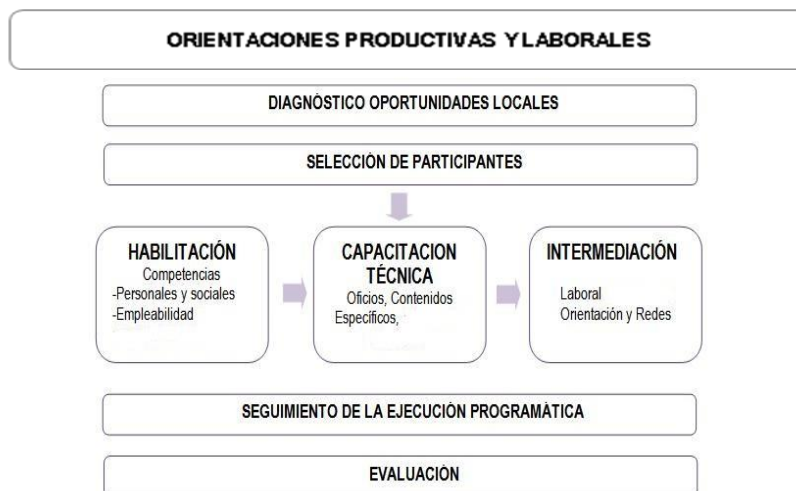 ORIENTACIONES PRODUCTIVAS Y LABORALES
DIAGNÓSTICO OPORTUNIDADES LOCALES
SELECCIÓN DE PARTICIPANTES
HABILITACIÓN
Competencias
-Personales y sociales
-Empleabilidad
CAPACITACION
TÉCNICA
Oficios, Contenidos
Específicos,
INTERMEDIACIÓN
Laboral
Orientación y Redes
SEGUIMIENTO DE LA EJECUCIÓN PROGRAMÁTICA
EVALUACIÓN